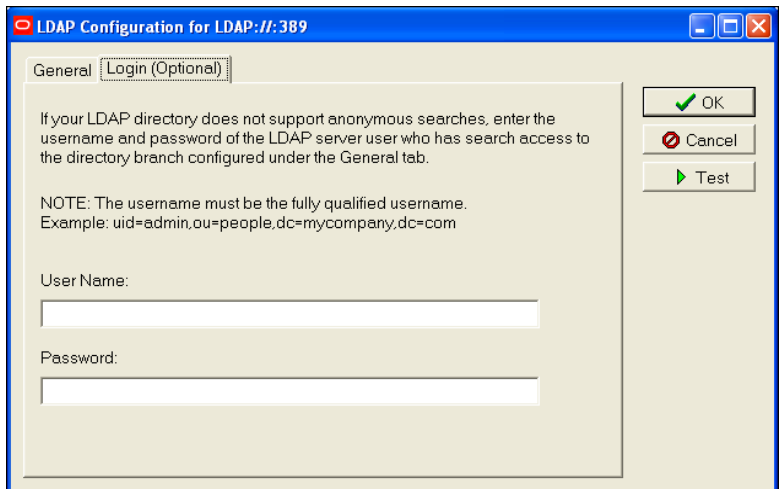 LDAP Configuration for LDAP://:389
General
Login (Optional)
If your LDAP directory does not support anonymous searches, enter the
username and password of the LDAP server user who has search access to
the directory branch configured under the General tab.
NOTE: The username must be the fully qualified username.
Example: uid=admin,ou=people,dc=mycompany,dc=com
User Name:
Password:
OK
Cancel
Test